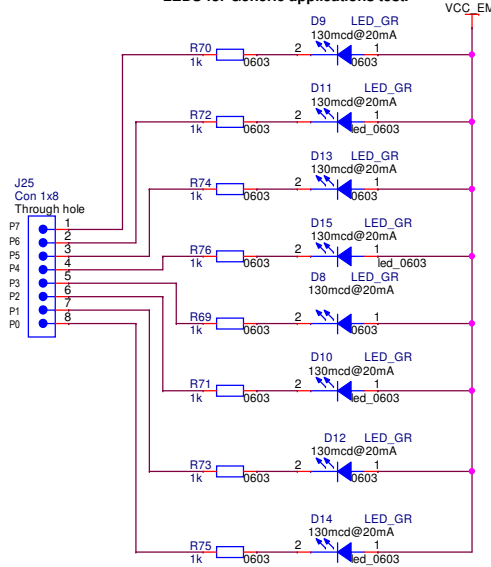 LEDS for Generic applications test.
VCC_EM
D9 LED_GR
130mcd@20mA
R70 2 1
1k 0603 0603
D11 LED_GR
130mcd@20mA
R72 2 1
1k 0603 led_0603
D13 LED_GR
130mcd@20mA
R74 2 1
1k 0603 0603
J25
Con 1x8
Through hole
D15 LED_GR
130mcd@20mA
R76 2 1
1k 0603 led_0603
P7 1
P6 2
P5 3
P4 4
P3 5
P2 6
P1 7
P0 8
D8 LED_GR
130mcd@20mA
R69 2 1
1k 0603 0603
D10 LED_GR
130mcd@20mA
R71 2 1
1k 0603 led_0603
D12 LED_GR
130mcd@20mA
R73 2 1
1k 0603 0603
D14 LED_GR
130mcd@20mA
R75 2 1
1k 0603 led_0603